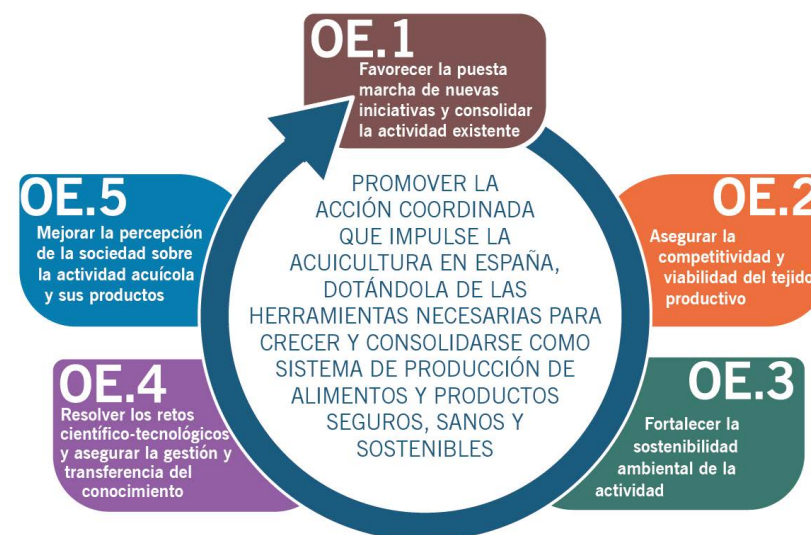 OE.1
Favorecer la puesta
marcha de nuevas
iniciativas y consolidar
la actividad existente
OE.2
Asegurar la
competitividad y
viabilidad del tejido
productivo
OE.3
Fortalecer la
sostenibilidad
ambiental de la
actividad
OE.4
Resolver los retos
científico-tecnológicos
y asegurar la gestión y
transferencia del
conocimiento
OE.5
Mejorar la percepción
de la sociedad sobre
la actividad acuícola
y sus productos
PROMOVER LA
ACCIÓN COORDINADA
QUE IMPULSE LA
ACUICULTURA EN ESPAÑA,
DOTÁNDOLA DE LAS
HERRAMIENTAS NECESARIAS PARA
CRECER Y CONSOLIDARSE COMO
SISTEMA DE PRODUCCIÓN DE
ALIMENTOS Y PRODUCTOS
SEGUROS, SANOS Y
SOSTENIBLES